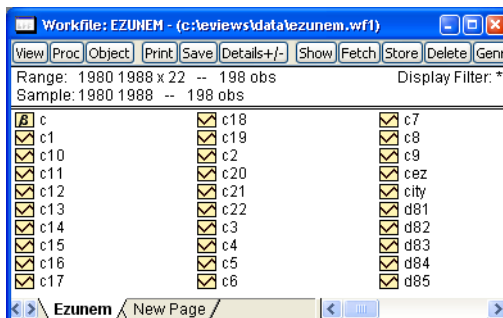 Workfile: EZUNEM - (c:\eviews\data\ezunem.wf1)
View Proc Object Print Save Details+/- Show Fetch Store Delete Genr
Range: 1980 1988 x 22 -- 198 obs Display Filter: *
Sample: 1980 1988 -- 198 obs
β c c18 c7
c1 c19 c8
c10 c2 c9
c11 c20 cez
c12 c21 city
c13 c22 d81
c14 c3 d82
c15 c4 d83
c16 c5 d84
c17 c6 d85
Ezunem New Page